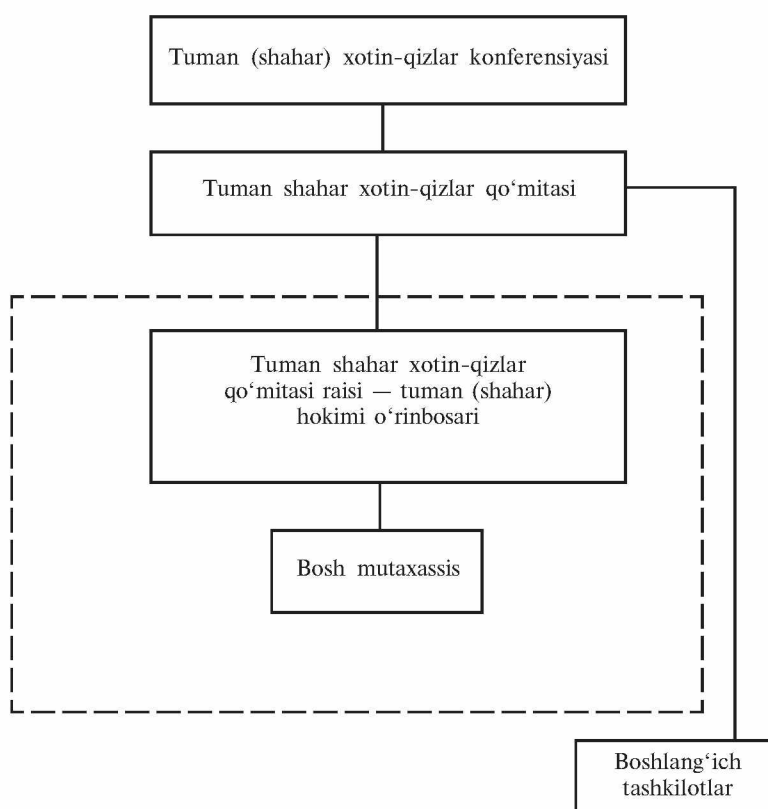 Tuman (shahar) xotin-qizlar konferensiyasi
Tuman shahar xotin-qizlar qo‘mitasi
Tuman shahar xotin-qizlar
qo‘mitasi raisi — tuman (shahar)
hokimi o‘rinbosari
Bosh mutaxassis
Boshlang‘ich
tashkilotlar